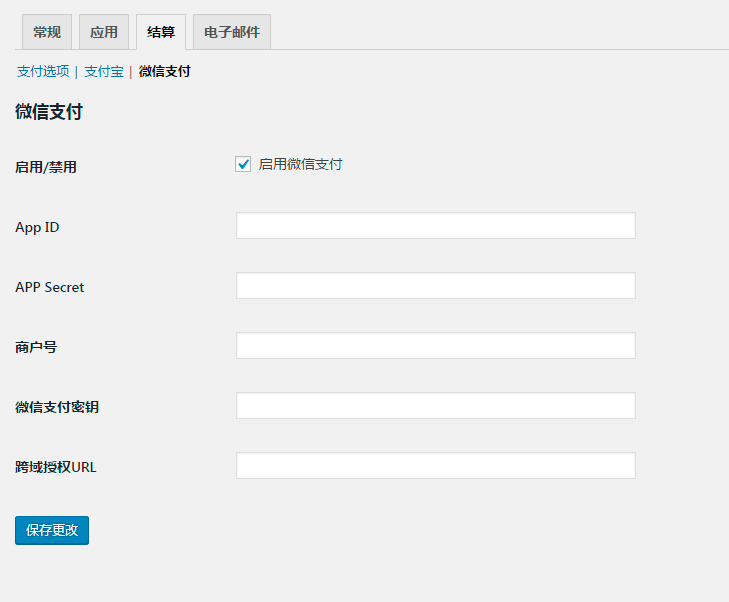 常规 应用 结算 电子邮件
支付选项 | 支付宝 | 微信支付
微信支付
启用/禁用 启用微信支付
App ID
APP Secret
商户号
微信支付密钥
跨域授权URL
保存更改